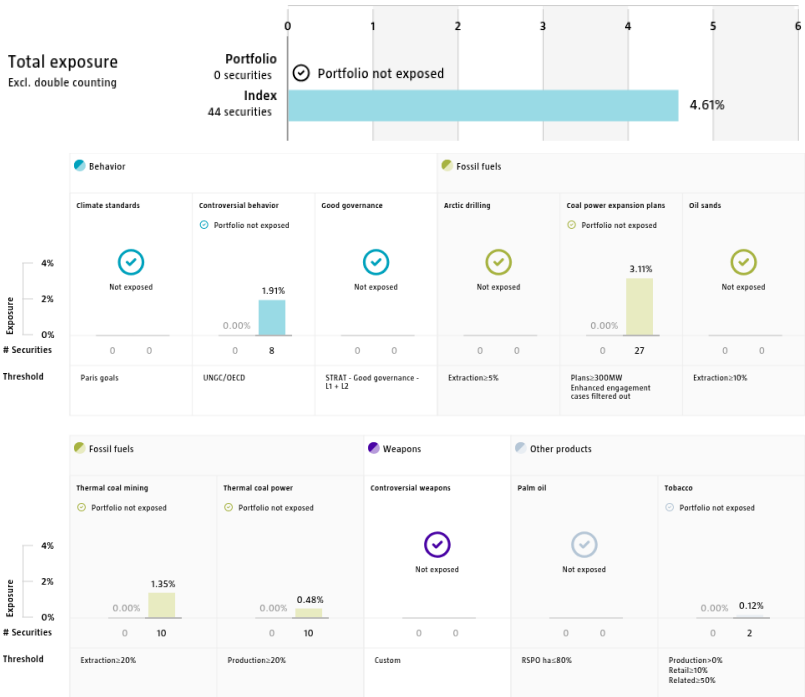 0 1 2 3 4 5 6
Total exposure
Excl. double counting
Portfolio
0 securities
Portfolio not exposed
Index
44 securities
4.61%
Behavior
Fossil fuels
Climate standards
Controversial behavior
Good governance
Arctic drilling
Coal power expansion plans
Oil sands
Portfolio not exposed
Portfolio not exposed
Not exposed
Not exposed
Not exposed
Not exposed
Exposure
4%
2%
0%
0.00%
1.91%
0.00%
3.11%
# Securities
0 0
0 8
0 0
0 0
0 27
0 0
Threshold
Paris goals
UNGC/OECD
STRAT - Good governance -
L1 + L2
Extraction≥5%
Plans≥300MW
Enhanced engagement
cases filtered out
Extraction≥10%
Fossil fuels
Weapons
Other products
Thermal coal mining
Thermal coal power
Controversial weapons
Palm oil
Tobacco
Portfolio not exposed
Portfolio not exposed
Portfolio not exposed
Not exposed
Not exposed
Exposure
4%
2%
0%
0.00%
1.35%
0.00%
0.48%
0.00%
0.12%
# Securities
0 10
0 10
0 0
0 0
0 2
Threshold
Extraction≥20%
Production≥20%
Custom
RSPO ha≤80%
Production>0%
Retail≥10%
Related≥50%